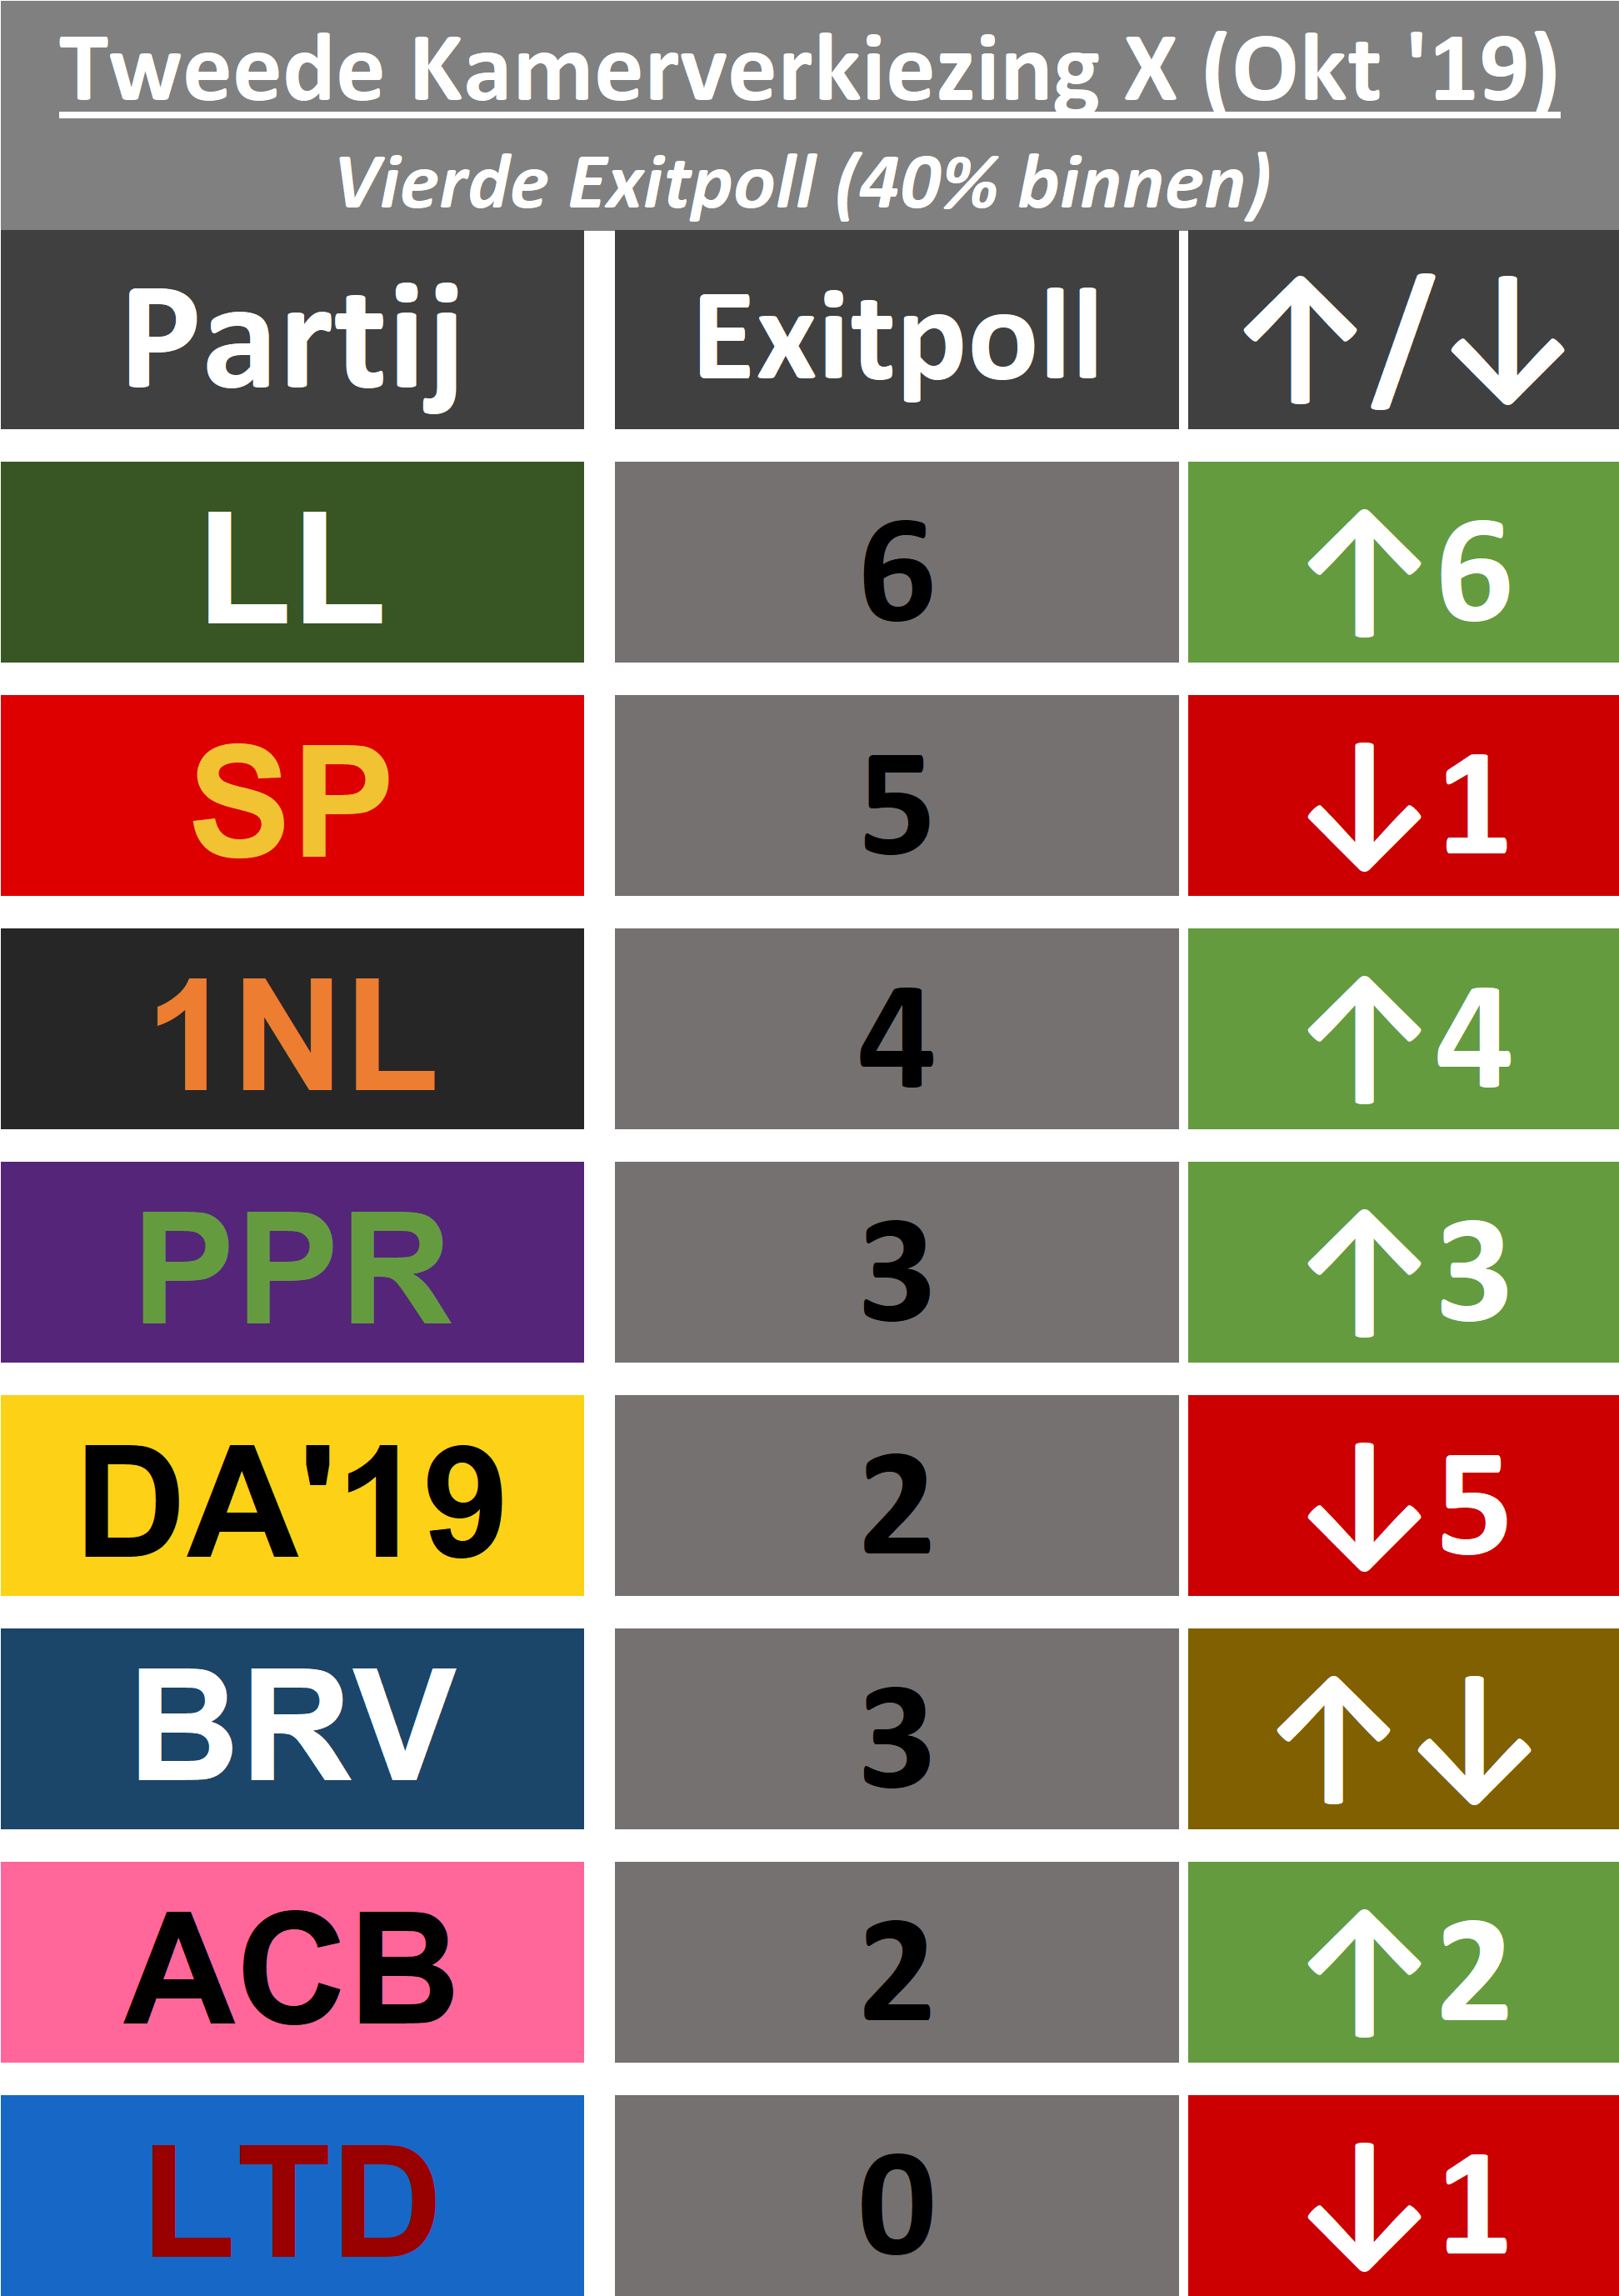 Tweede Kamerverkiezing X (Okt '19)
Vierde Exitpoll (40% binnen)
Partij Exitpoll ↑/↓
LL 6 ↑6
SP 5 ↓1
1NL 4 ↑4
PPR 3 ↑3
DA'19 2 ↓5
BRV 3 ↑↓
ACB 2 ↑2
LTD 0 ↓1